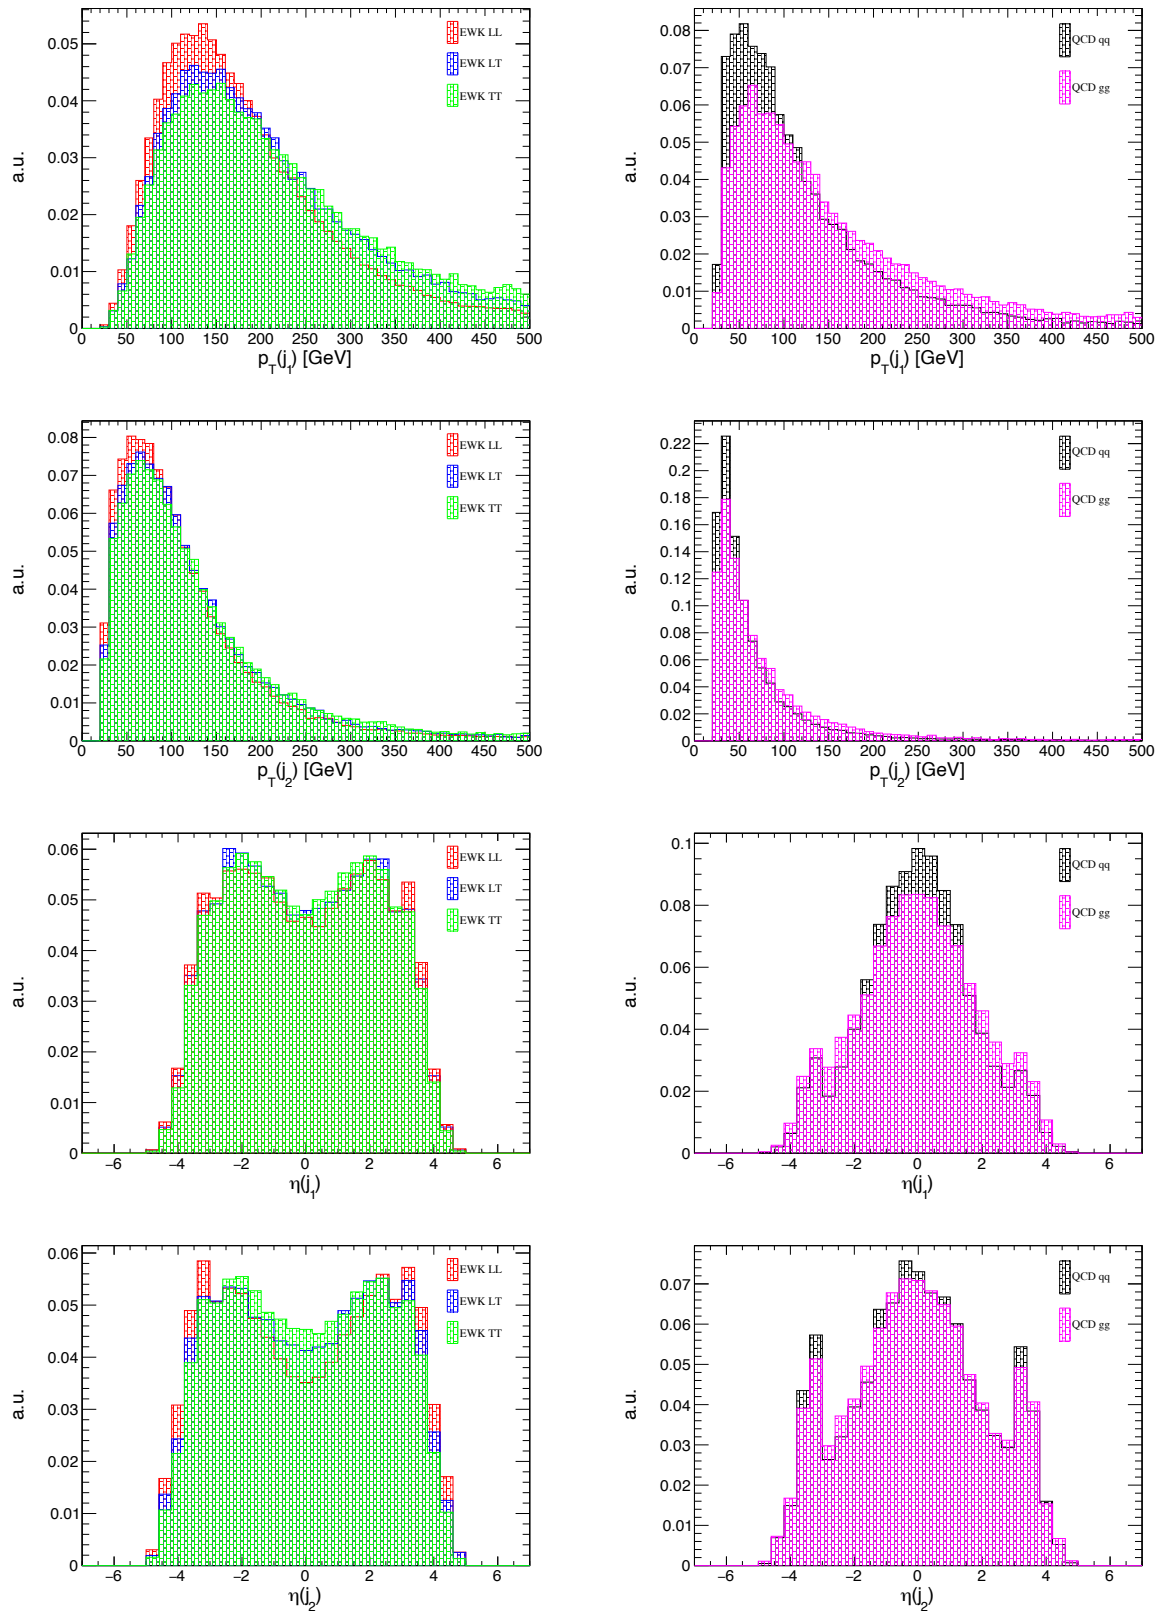 a.u.
0.05
0.04
0.03
0.02
0.01
0
EWK LL
EWK LT
EWK TT
0 50 100 150 200 250 300 350 400 450 500
p_T(j_1) [GeV]
a.u.
0.08
0.07
0.06
0.05
0.04
0.03
0.02
0.01
0
QCD qq
QCD gg
0 50 100 150 200 250 300 350 400 450 500
p_T(j_1) [GeV]
a.u.
0.08
0.07
0.06
0.05
0.04
0.03
0.02
0.01
0
EWK LL
EWK LT
EWK TT
0 50 100 150 200 250 300 350 400 450 500
p_T(j_2) [GeV]
a.u.
0.22
0.2
0.18
0.16
0.14
0.12
0.1
0.08
0.06
0.04
0.02
0
QCD qq
QCD gg
0 50 100 150 200 250 300 350 400 450 500
p_T(j_2) [GeV]
a.u.
0.06
0.05
0.04
0.03
0.02
0.01
0
EWK LL
EWK LT
EWK TT
−6 −4 −2 0 2 4 6
η(j_1)
a.u.
0.1
0.08
0.06
0.04
0.02
0
QCD qq
QCD gg
−6 −4 −2 0 2 4 6
η(j_1)
a.u.
0.06
0.05
0.04
0.03
0.02
0.01
0
EWK LL
EWK LT
EWK TT
−6 −4 −2 0 2 4 6
η(j_2)
a.u.
0.07
0.06
0.05
0.04
0.03
0.02
0.01
0
QCD qq
QCD gg
−6 −4 −2 0 2 4 6
η(j_2)